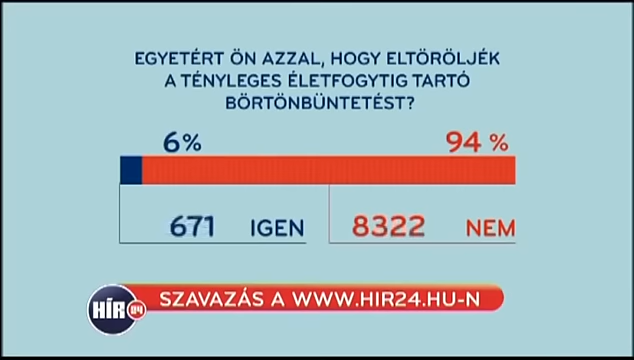 EGYETÉRT ÖN AZZAL, HOGY ELTÖRÖLJÉK
A TÉNYLEGES ÉLETFOGYTIG TARTÓ
BÖRTÖNBÜNTETÉST?
6% 94 %
671 IGEN 8322 NEM
HÍR 24 SZAVAZÁS A WWW.HIR24.HU-N